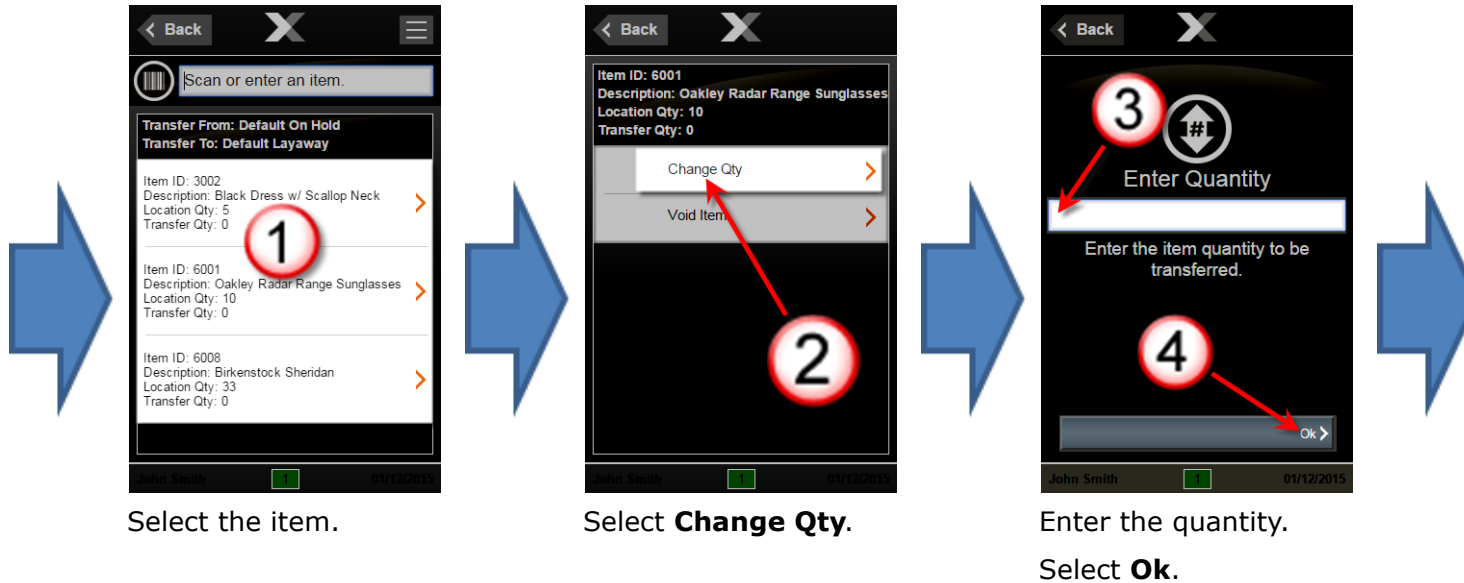 Back
Scan or enter an item.
Transfer From: Default On Hold
Transfer To: Default Layaway
Item ID: 3002
Description: Black Dress w/ Scallop Neck
Location Qty: 5
Transfer Qty: 0
1
Item ID: 6001
Description: Oakley Radar Range Sunglasses
Location Qty: 10
Transfer Qty: 0
Item ID: 6008
Description: Birkenstock Sheridan
Location Qty: 33
Transfer Qty: 0
John Smith 1 01/12/2015
Select the item.
Back
Item ID: 6001
Description: Oakley Radar Range Sunglasses
Location Qty: 10
Transfer Qty: 0
Change Qty
Void Item
2
John Smith 1 01/12/2015
Select Change Qty.
Back
3
#
Enter Quantity
Enter the item quantity to be
transferred.
4
Ok
John Smith 1 01/12/2015
Enter the quantity.
Select Ok.